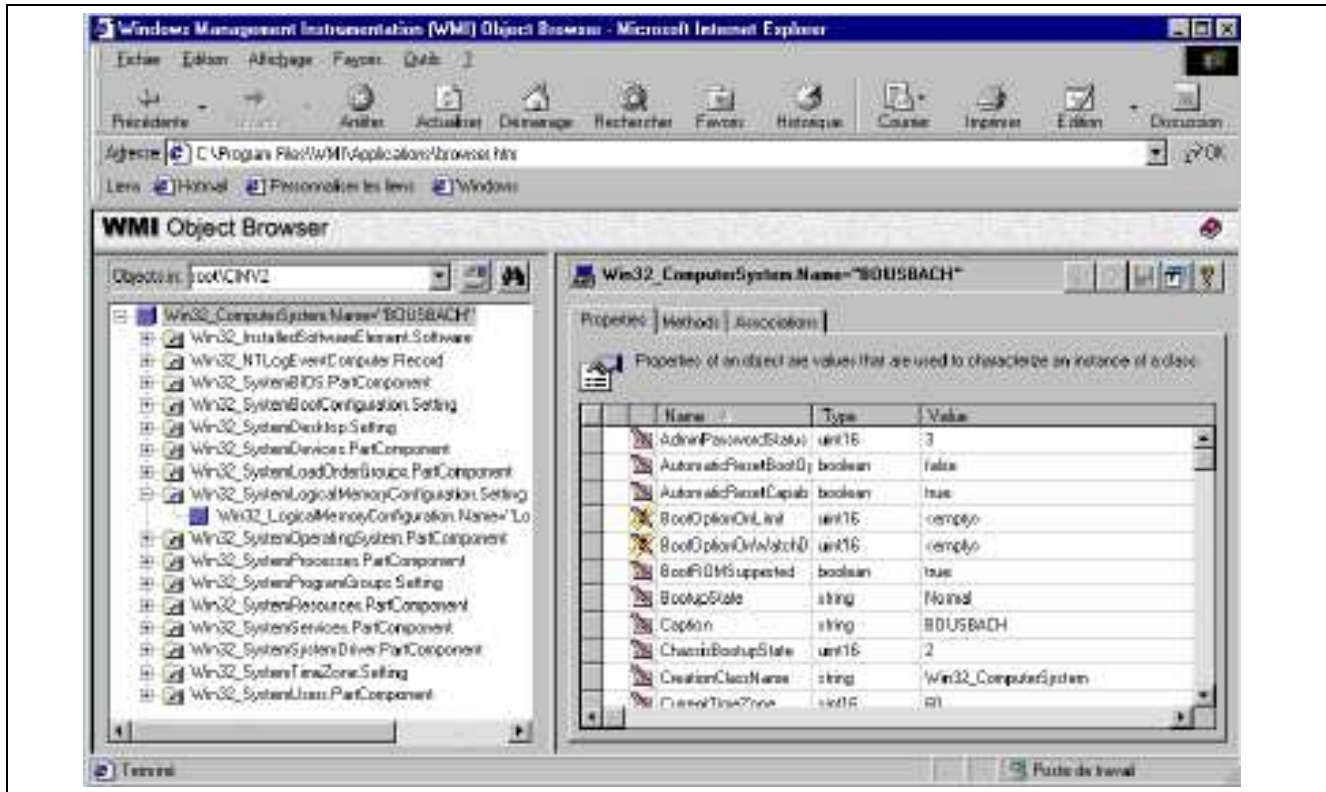 Windows Management Instrumentation (WMI) Object Browser - Microsoft Internet Explorer
Fichier Edition Affichage Favoris Outils ?
Précédente Arrêter Actualiser Démarrage Rechercher Favoris Historique Courrier Imprimer Edition Discussion
Adresse C:\Program Files\WMI\Applications\browser.htm OK
Liens Hotmail Personnaliser les liens Windows
WMI Object Browser
Objects in: root\CIMV2
Win32_ComputerSystem.Name="BOUSBACH"
Win32_InstalledSoftwareElement.Software
Win32_NTLogEventComputer.Record
Win32_SystemBIOS.PartComponent
Win32_SystemBootConfiguration.Setting
Win32_SystemDesktop.Setting
Win32_SystemDevices.PartComponent
Win32_SystemLoadOrderGroups.PartComponent
Win32_SystemLogicalMemoryConfiguration.Setting
Win32_LogicalMemoryConfiguration.Name="Lo
Win32_SystemOperatingSystem.PartComponent
Win32_SystemProcesses.PartComponent
Win32_SystemProgramGroups.Setting
Win32_SystemResources.PartComponent
Win32_SystemServices.PartComponent
Win32_SystemSystemDriver.PartComponent
Win32_SystemTimeZone.Setting
Win32_SystemUsers.PartComponent
Win32_ComputerSystem.Name="BOUSBACH"
Properties Methods Associations
Properties of an object are values that are used to characterize an instance of a class
Name Type Value
AdminPasswordStatus uint16 3
AutomaticResetBootOp boolean false
AutomaticResetCapab boolean true
BootOptionOnLimit uint16 <empty>
BootOptionOnWatchD uint16 <empty>
BootROMSupported boolean true
BootupState string Normal
Caption string BOUSBACH
ChassisBootupState uint16 2
CreationClassName string Win32_ComputerSystem
CurrentTimeZone sint16 60
Terminé Poste de travail